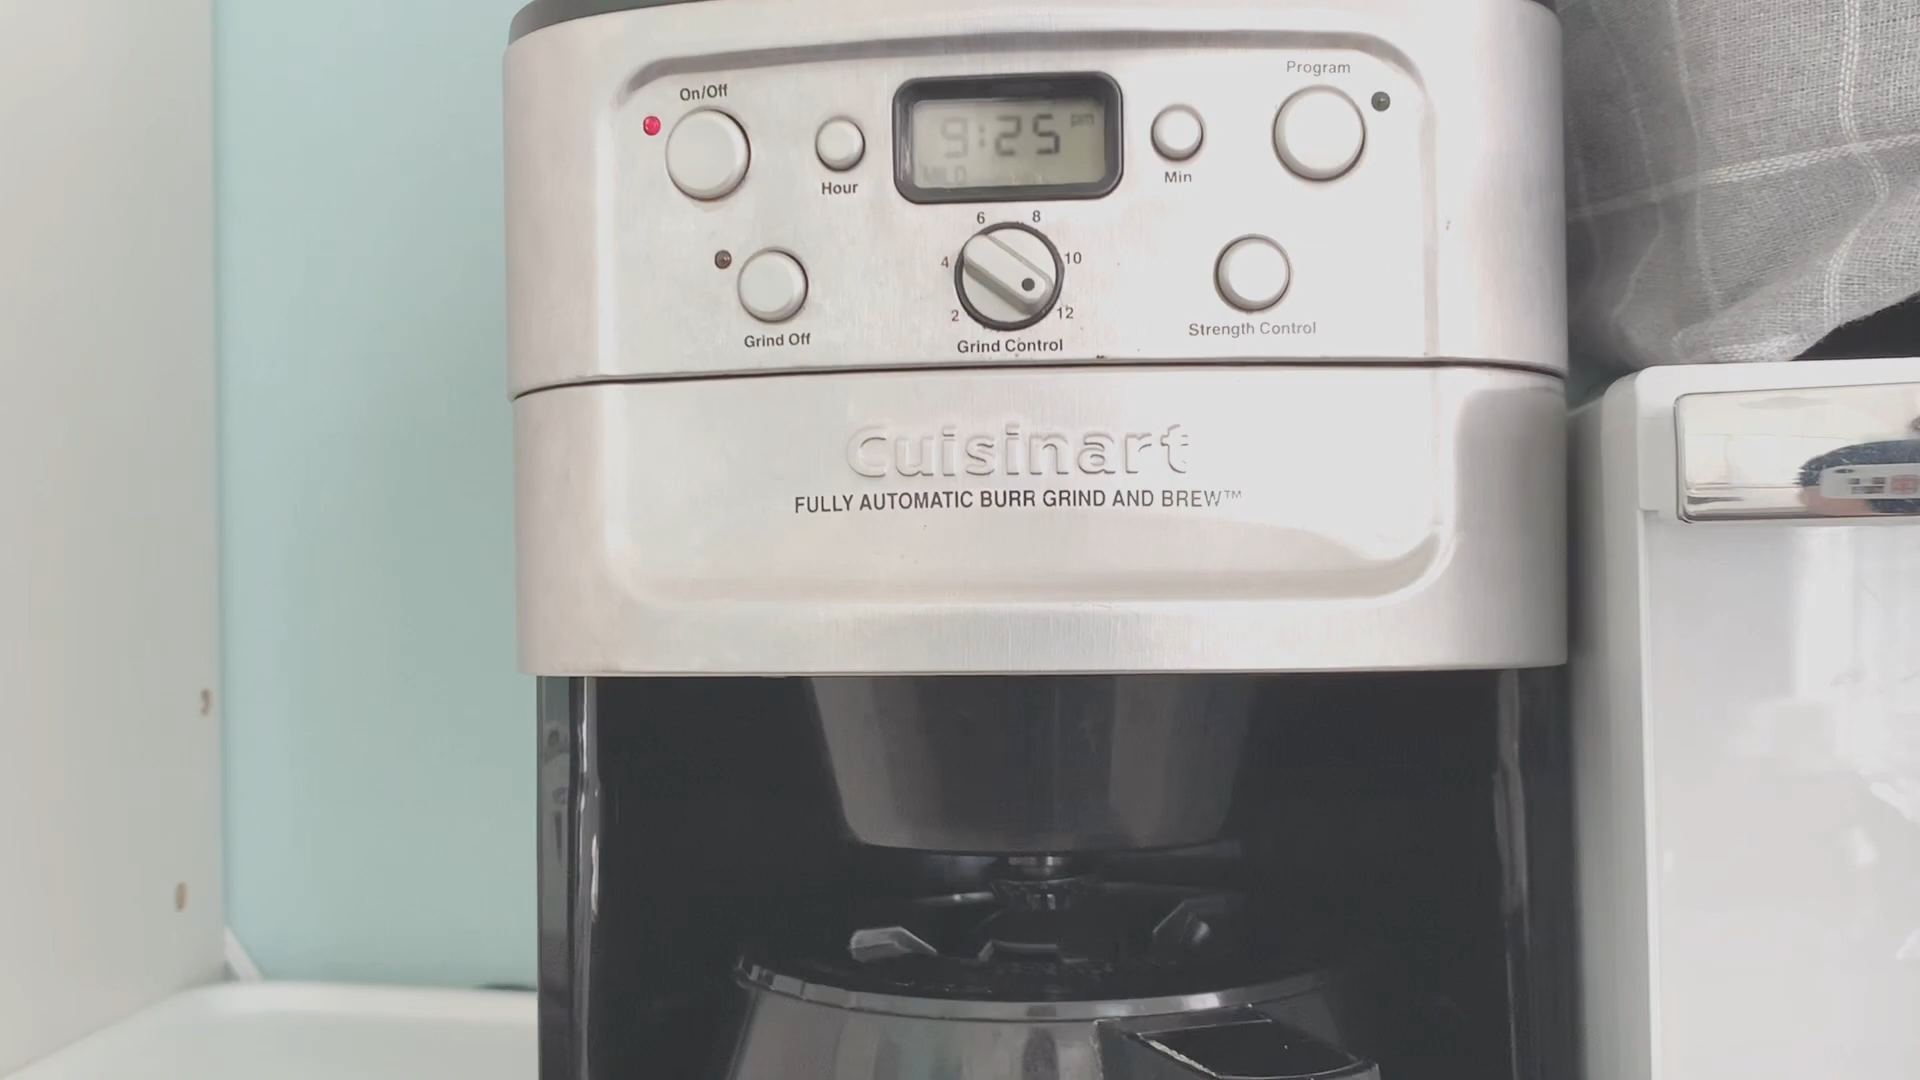 On/Off
Program
9:25 pm
MILD
Hour
Min
6 8
4 10
2 12
Grind Off
Grind Control
Strength Control
Cuisinart
FULLY AUTOMATIC BURR GRIND AND BREW™